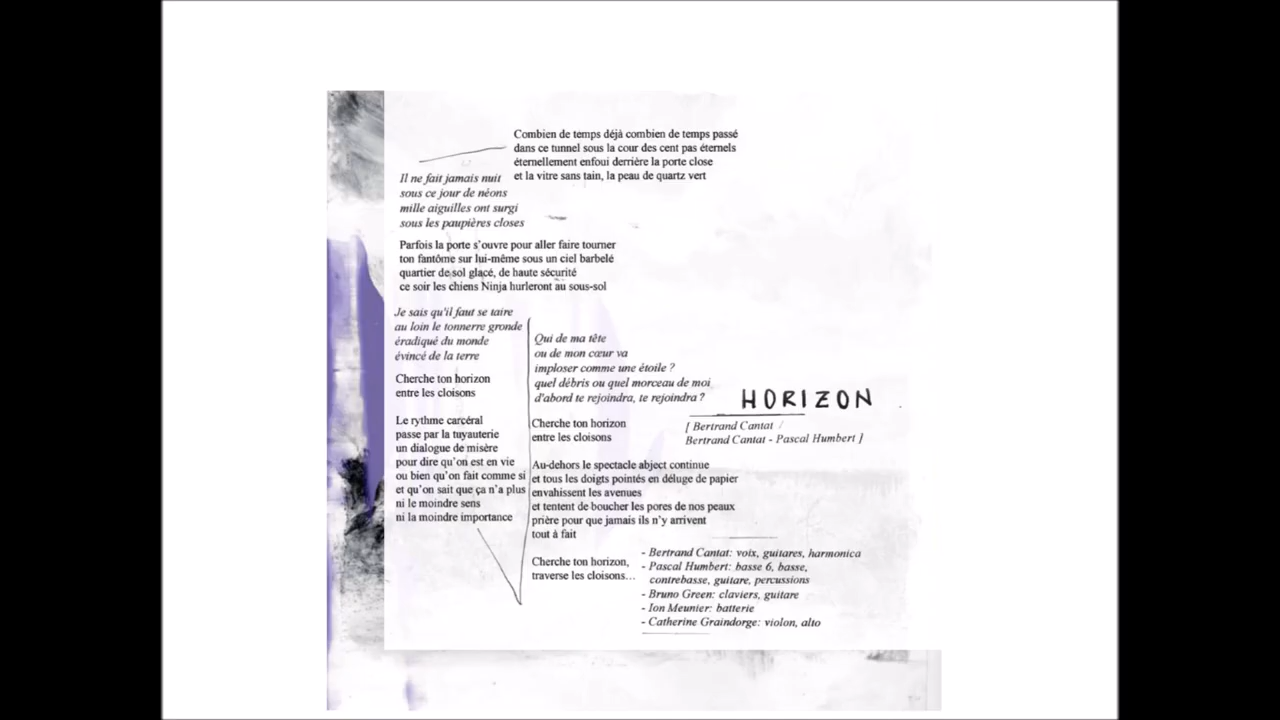 Combien de temps déjà combien de temps passé
dans ce tunnel sous la cour des cent pas éternels
éternellement enfoui derrière la porte close
et la vitre sans tain, la peau de quartz vert
Il ne fait jamais nuit
sous ce jour de néons
mille aiguilles ont surgi
sous les paupières closes
Parfois la porte s'ouvre pour aller faire tourner
ton fantôme sur lui-même sous un ciel barbelé
quartier de sol glacé, de haute sécurité
ce soir les chiens Ninja hurleront au sous-sol
Je sais qu'il faut se taire
au loin le tonnerre gronde
éradiqué du monde
évincé de la terre
Cherche ton horizon
entre les cloisons
Le rythme carcéral
passe par la tuyauterie
un dialogue de misère
pour dire qu'on est en vie
ou bien qu'on fait comme si
et qu'on sait que ça n'a plus
ni le moindre sens
ni la moindre importance
Qui de ma tête
ou de mon cœur va
imploser comme une étoile ?
quel débris ou quel morceau de moi
d'abord te rejoindra, te rejoindra ?
Cherche ton horizon
entre les cloisons
Au-dehors le spectacle abject continue
et tous les doigts pointés en déluge de papier
envahissent les avenues
et tentent de boucher les pores de nos peaux
prière pour que jamais ils n'y arrivent
tout à fait
Cherche ton horizon,
traverse les cloisons...
HORIZON
[ Bertrand Cantat /
Bertrand Cantat - Pascal Humbert ]
- Bertrand Cantat: voix, guitares, harmonica
- Pascal Humbert: basse 6, basse,
contrebasse, guitare, percussions
- Bruno Green: claviers, guitare
- Ion Meunier: batterie
- Catherine Graindorge: violon, alto